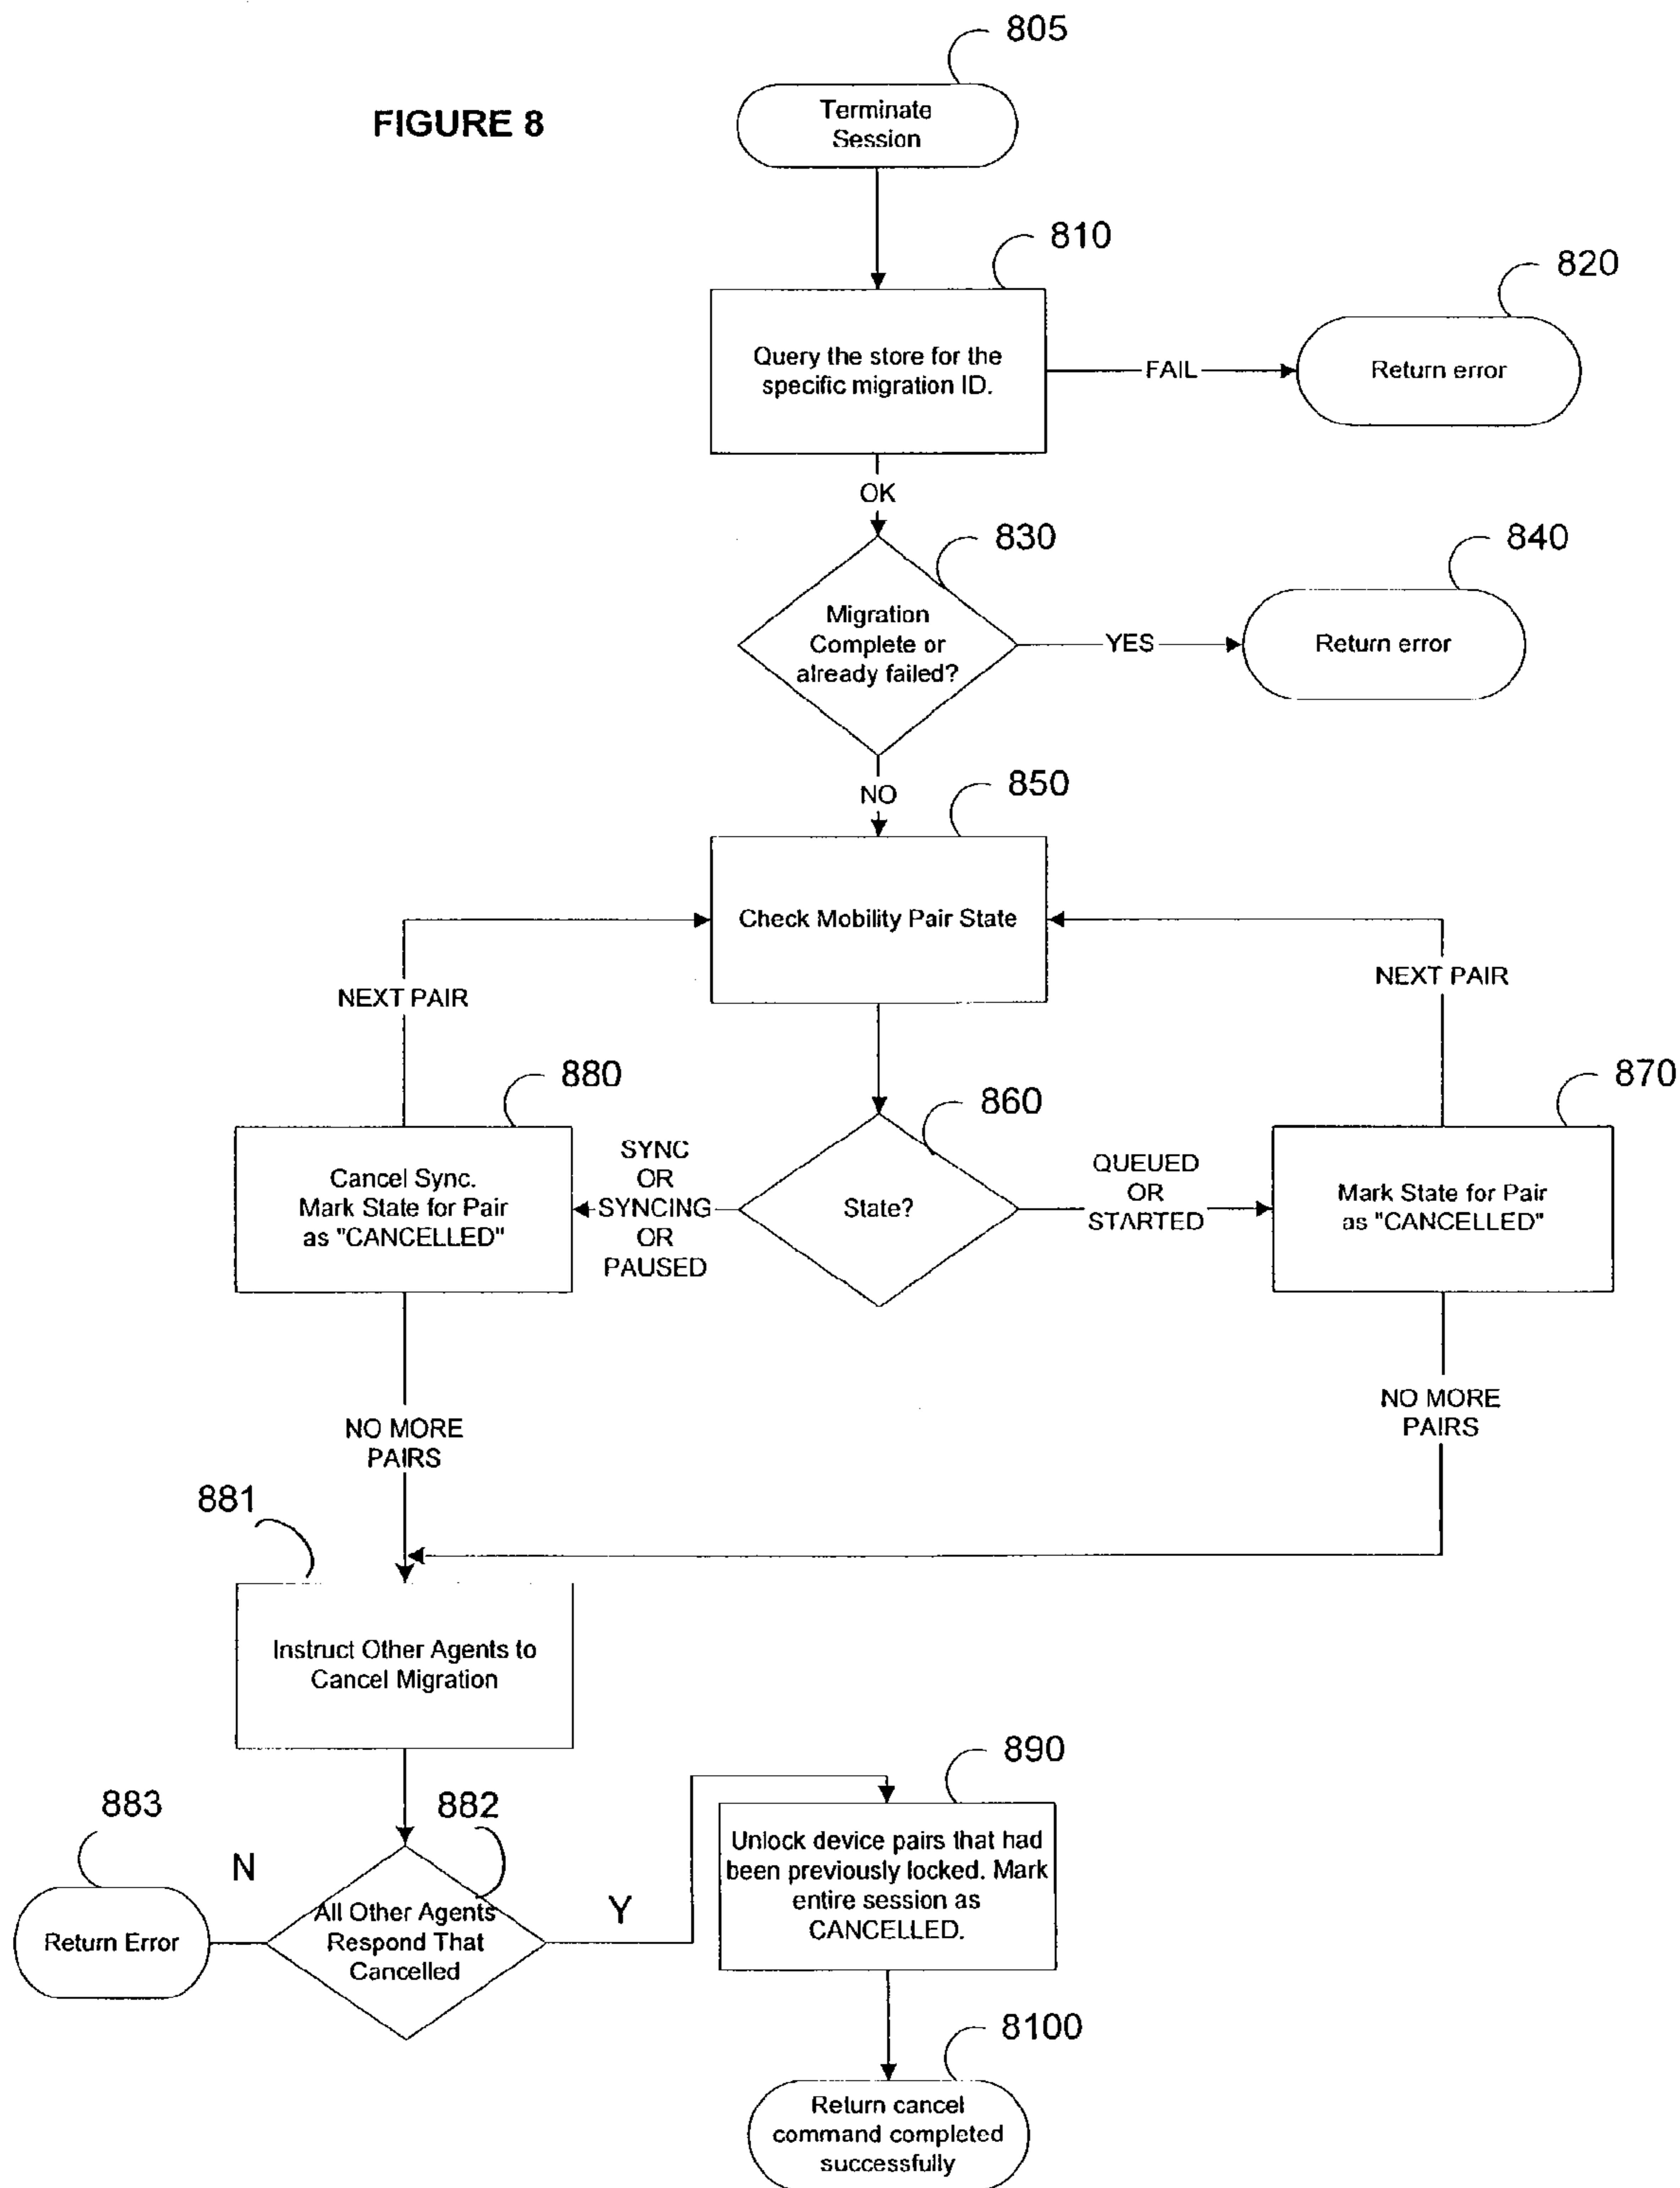 805
FIGURE 8
Terminate
Session
810
820
Query the store for the
specific migration ID.
FAIL
Return error
OK
830
840
Migration
Complete or
already failed?
YES
Return error
NO
850
Check Mobility Pair State
NEXT PAIR
NEXT PAIR
880
860
870
Cancel Sync.
Mark State for Pair
as "CANCELLED"
SYNC
OR
SYNCING
OR
PAUSED
State?
QUEUED
OR
STARTED
Mark State for Pair
as "CANCELLED"
NO MORE
PAIRS
NO MORE
PAIRS
881
Instruct Other Agents to
Cancel Migration
890
883
882
N
Y
Unlock device pairs that had
been previously locked. Mark
entire session as
CANCELLED.
Return Error
All Other Agents
Respond That
Cancelled
8100
Return cancel
command completed
successfully